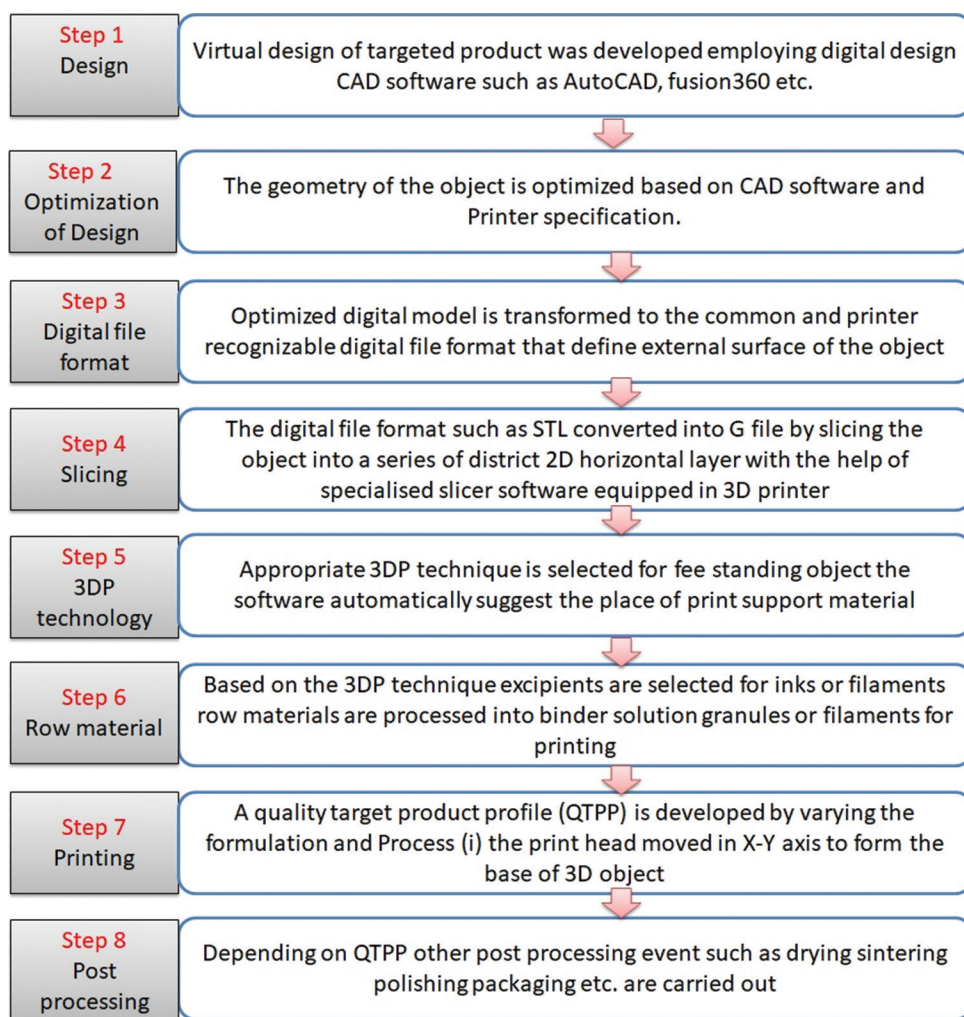 Step 1
Design
Virtual design of targeted product was developed employing digital design
CAD software such as AutoCAD, fusion360 etc.
Step 2
Optimization
of Design
The geometry of the object is optimized based on CAD software and
Printer specification.
Step 3
Digital file
format
Optimized digital model is transformed to the common and printer
recognizable digital file format that define external surface of the object
Step 4
Slicing
The digital file format such as STL converted into G file by slicing the
object into a series of district 2D horizontal layer with the help of
specialised slicer software equipped in 3D printer
Step 5
3DP
technology
Appropriate 3DP technique is selected for fee standing object the
software automatically suggest the place of print support material
Step 6
Row material
Based on the 3DP technique excipients are selected for inks or filaments
row materials are processed into binder solution granules or filaments for
printing
Step 7
Printing
A quality target product profile (QTPP) is developed by varying the
formulation and Process (i) the print head moved in X-Y axis to form the
base of 3D object
Step 8
Post
processing
Depending on QTPP other post processing event such as drying sintering
polishing packaging etc. are carried out